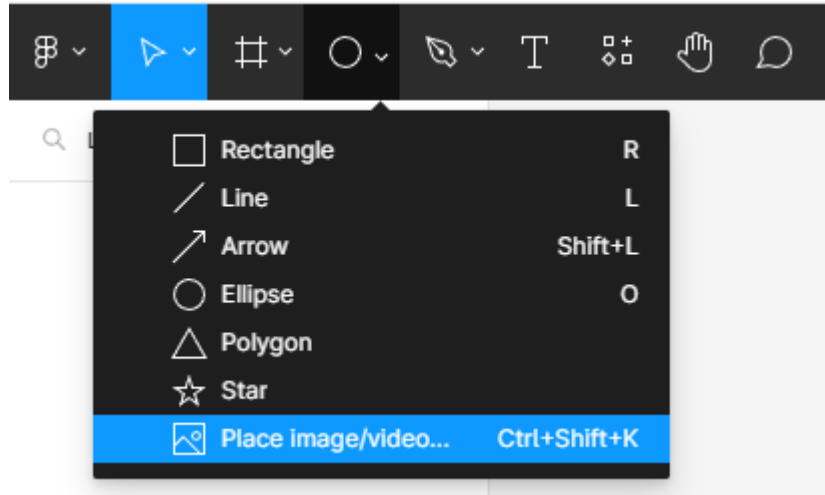 T
Rectangle R
Line L
Arrow Shift+L
Ellipse O
Polygon
Star
Place image/video... Ctrl+Shift+K